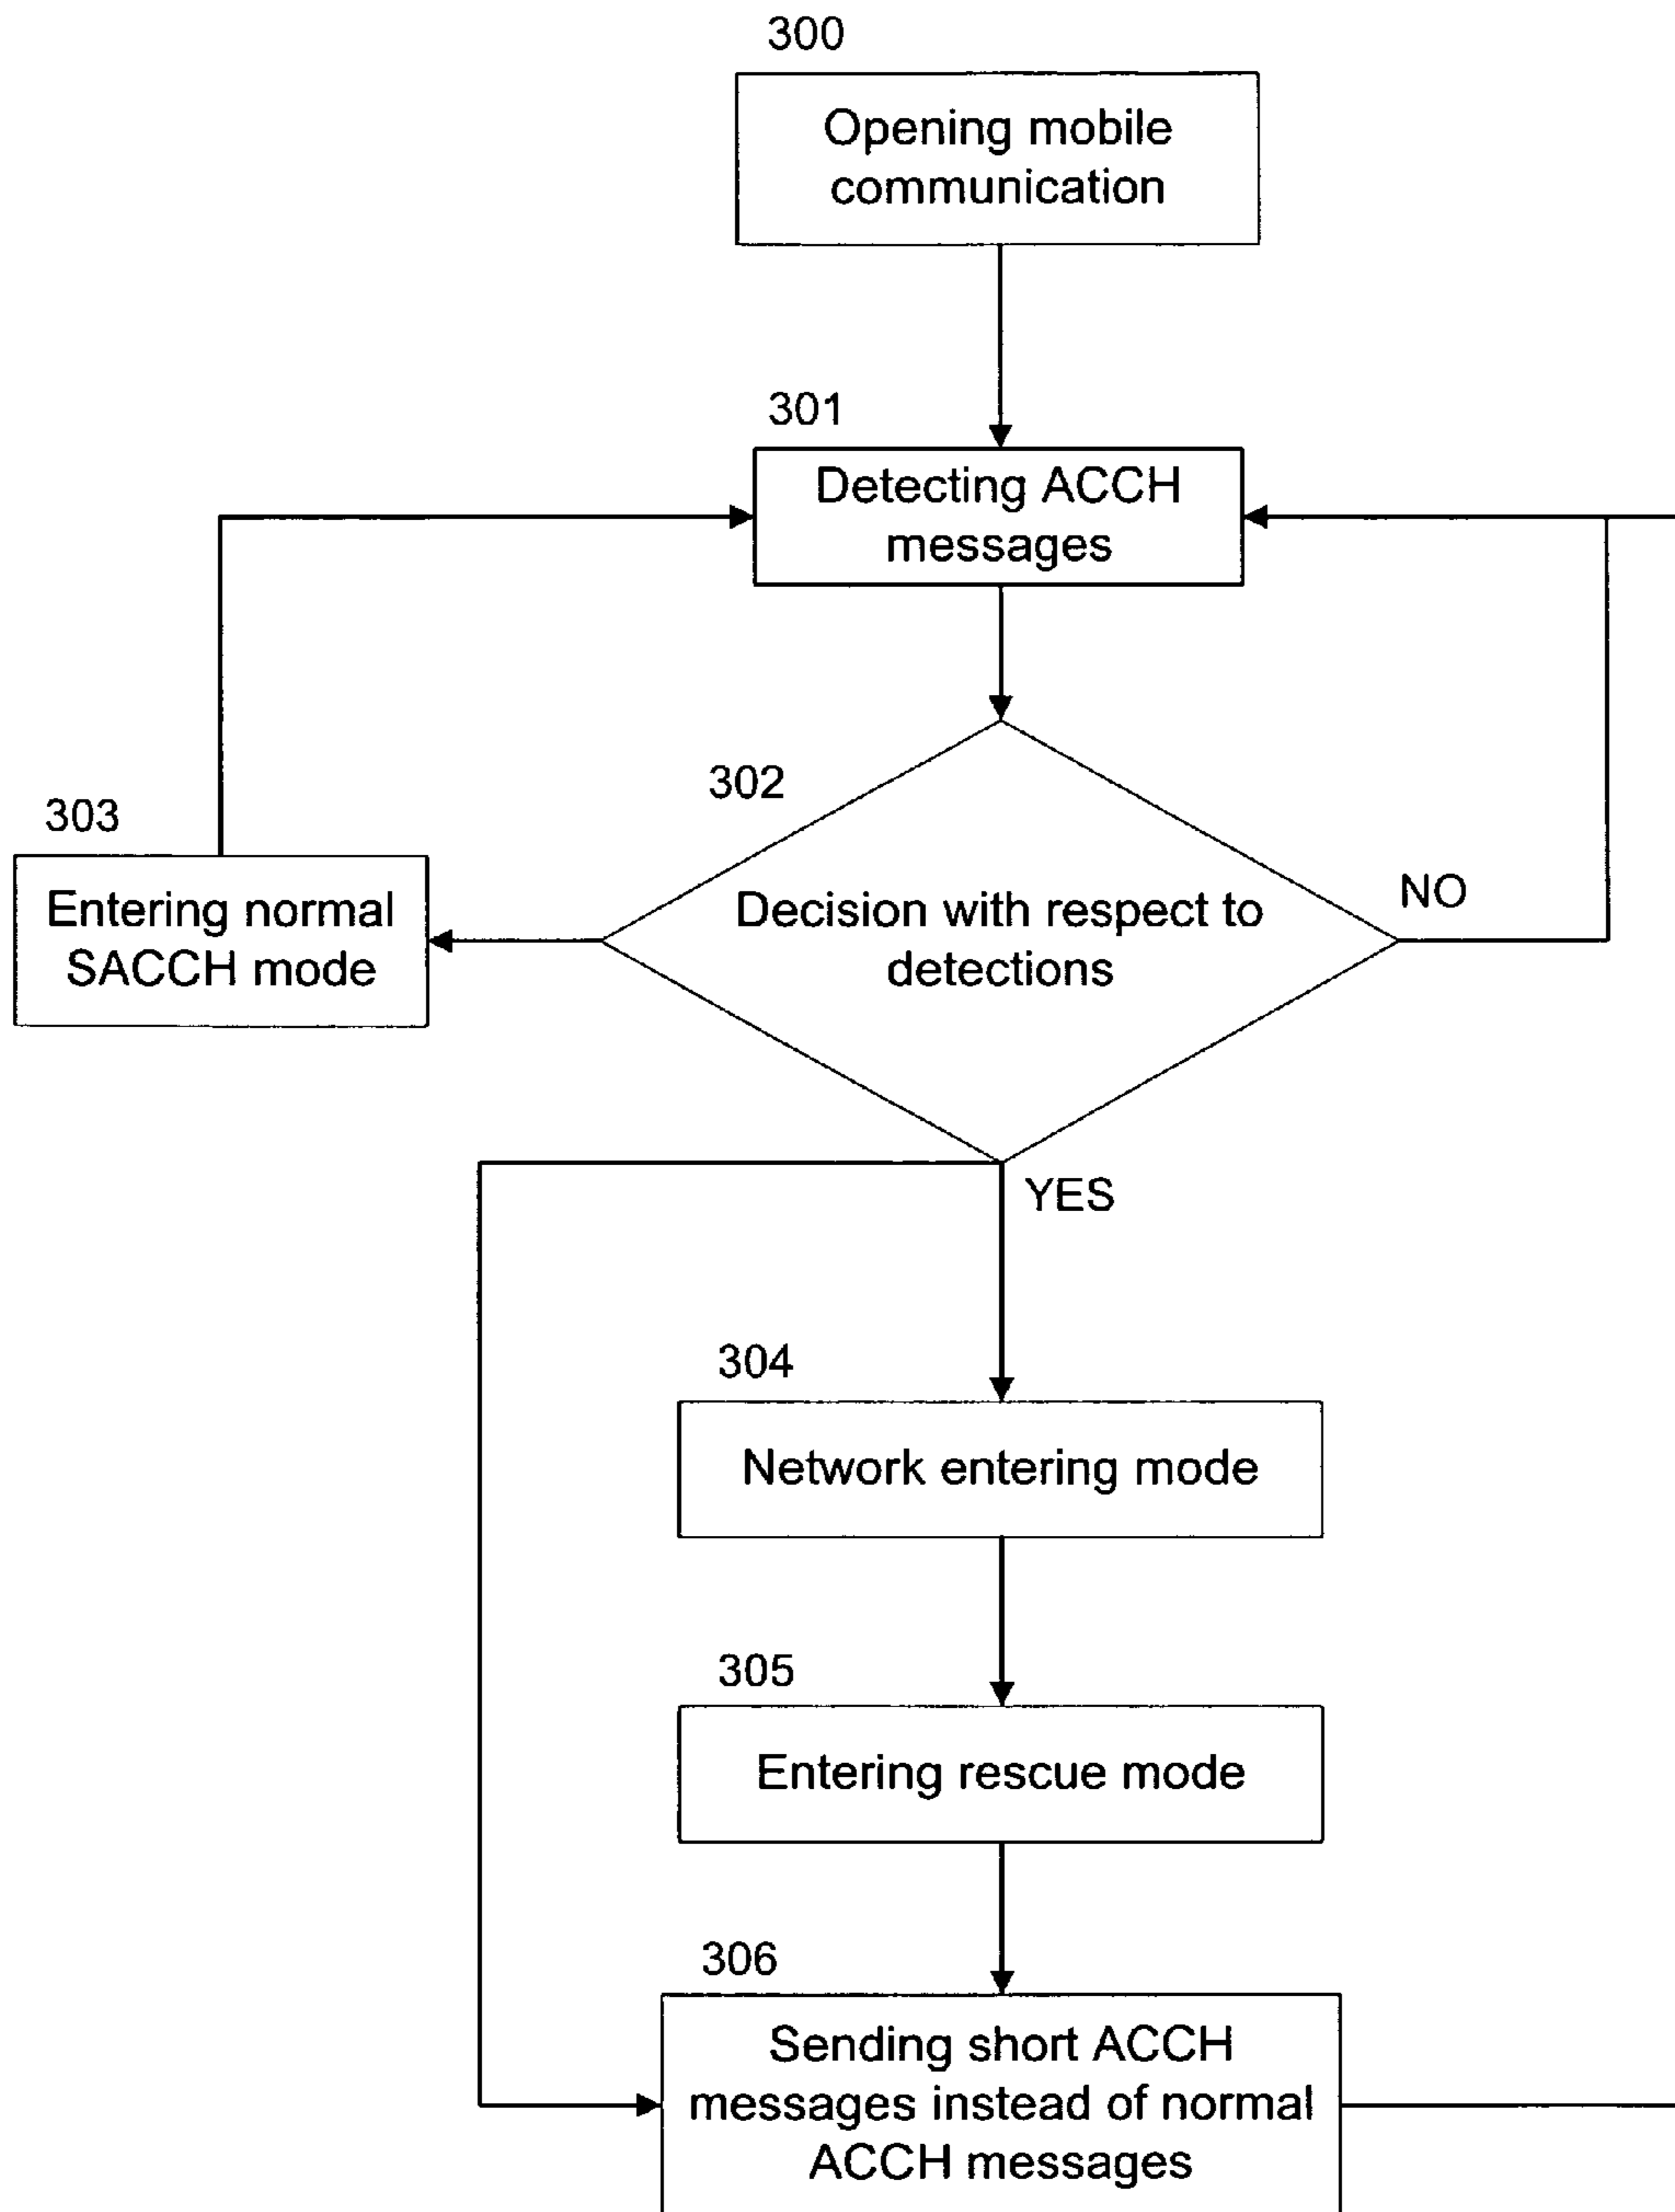 300
Opening mobile
communication
301
Detecting ACCH
messages
302
303
Entering normal
SACCH mode
Decision with respect to
detections
NO
YES
304
Network entering mode
305
Entering rescue mode
306
Sending short ACCH
messages instead of normal
ACCH messages